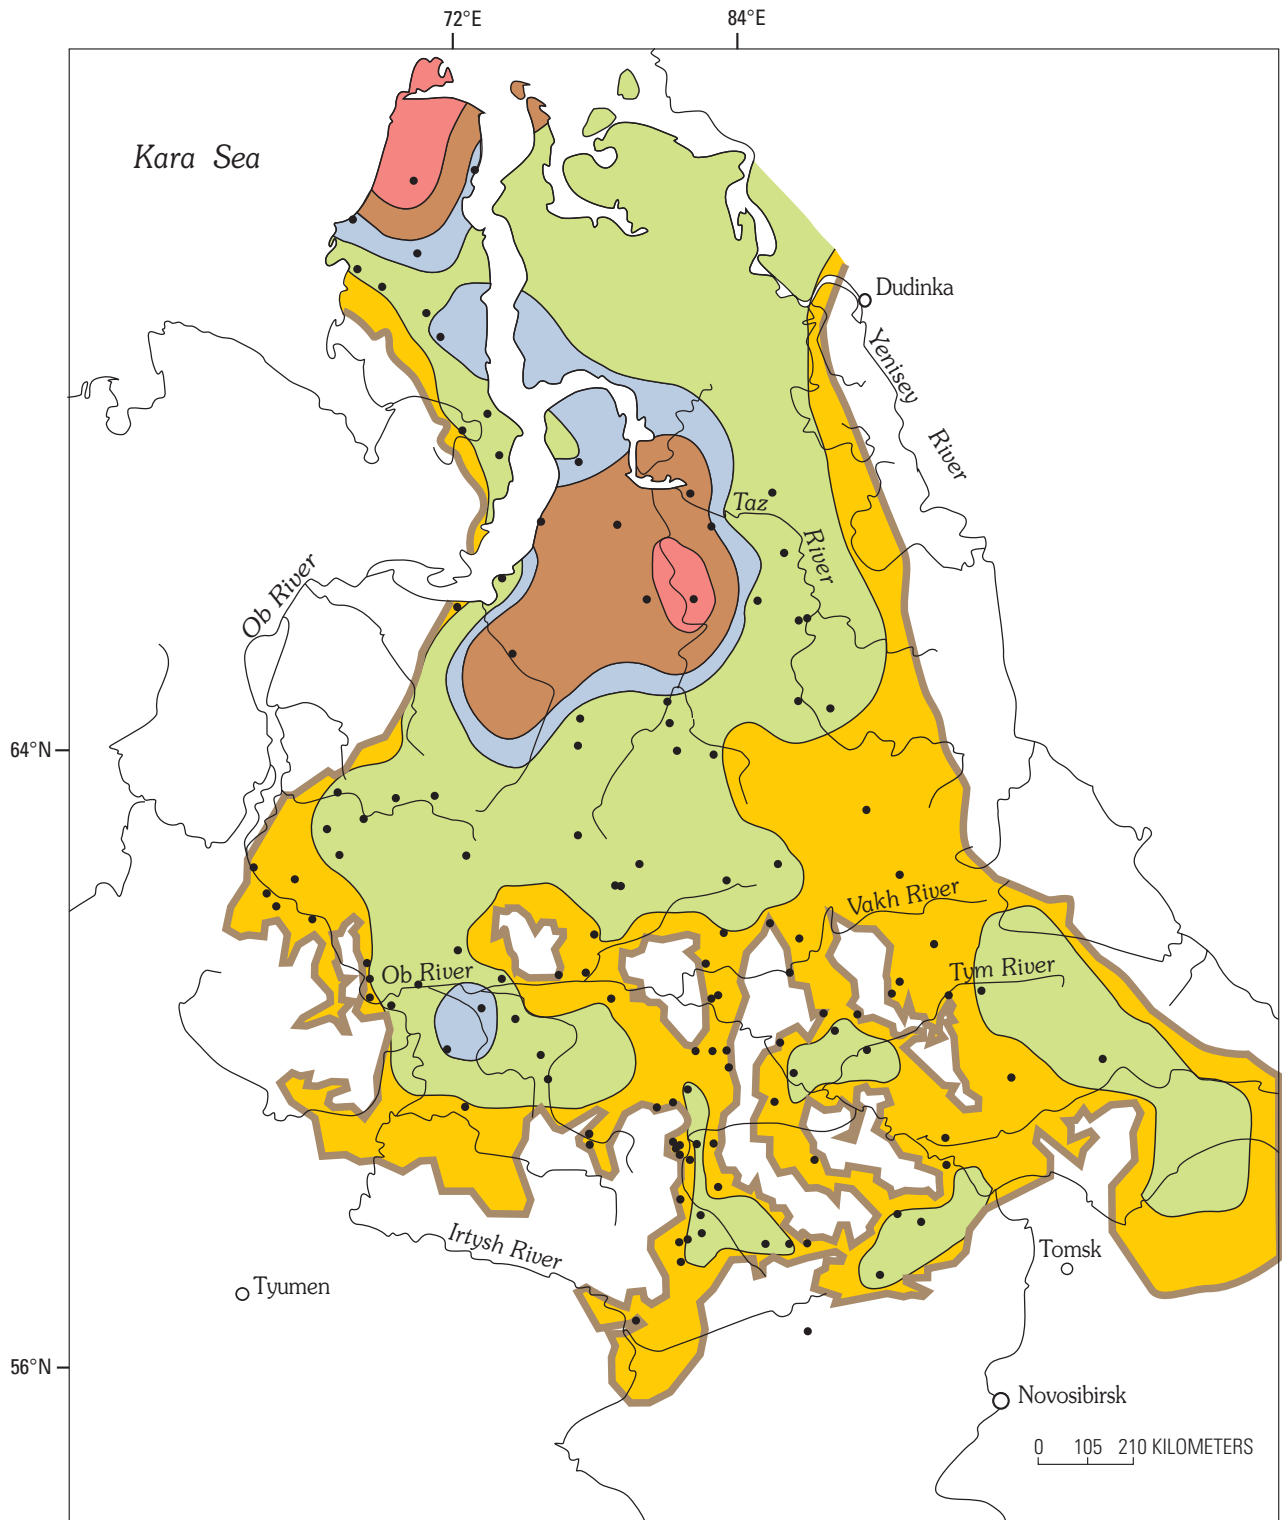 72°E
84°E
Kara Sea
Dudinka
Yenisey
River
Taz
River
Ob River
64°N
Vakh River
Ob River
Tym River
Irtysh River
Tomsk
Tyumen
56°N
Novosibirsk
0 105 210 KILOMETERS